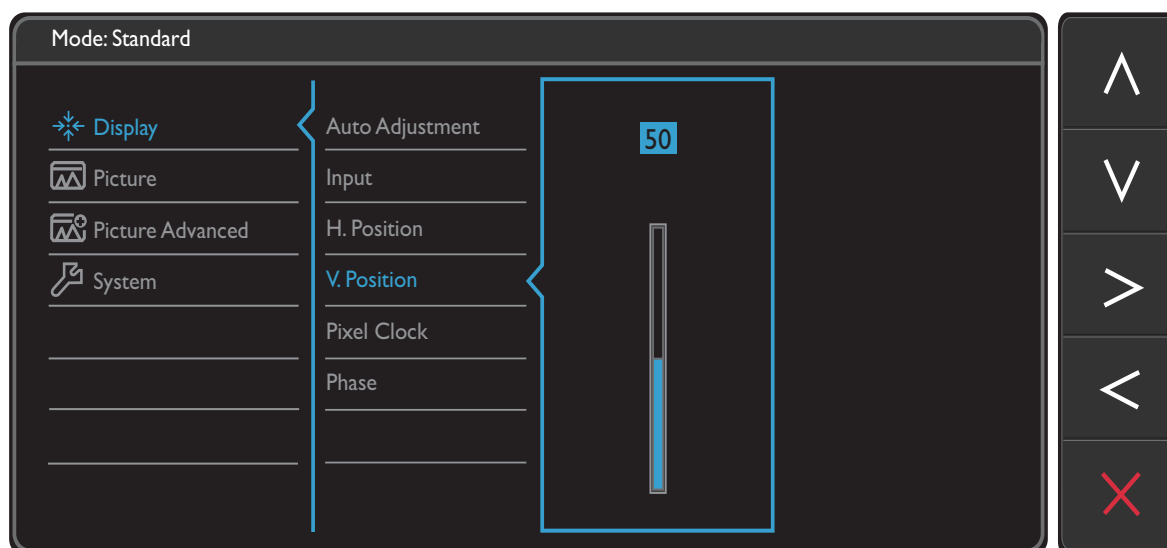 Mode: Standard
Display
Picture
Picture Advanced
System
Auto Adjustment
Input
H. Position
V. Position
Pixel Clock
Phase
50